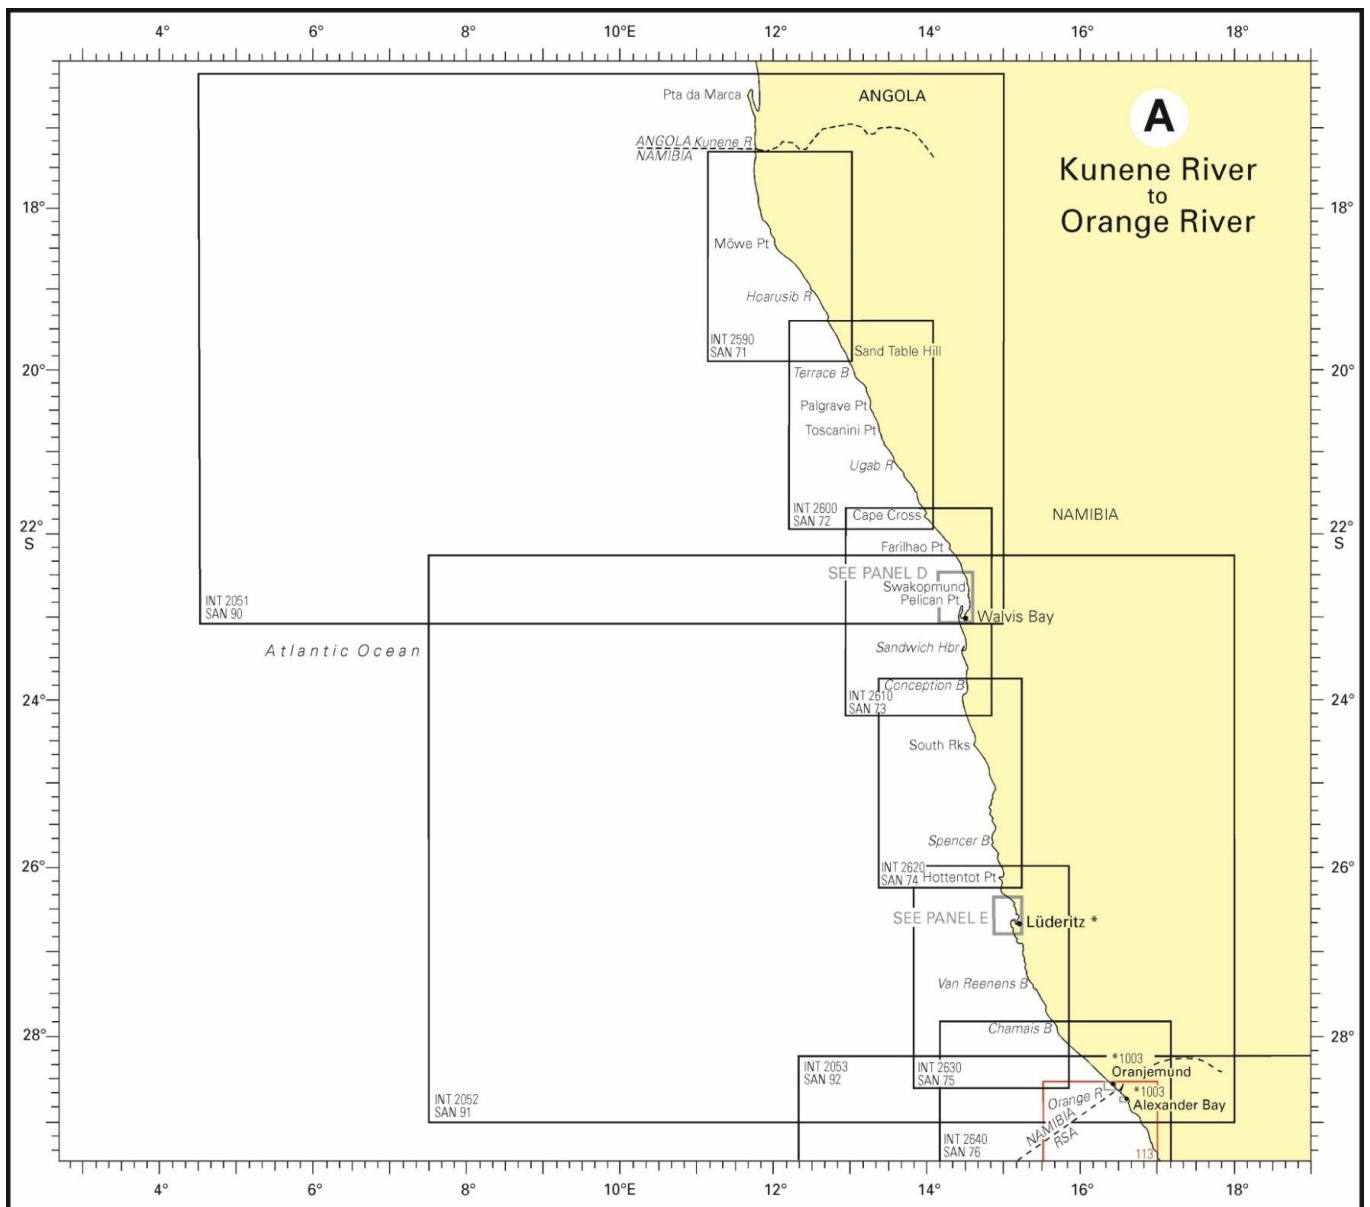 4°
6°
8°
10°E
12°
14°
16°
18°
Pta da Marca
ANGOLA
A
Kunene River
to
Orange River
ANGOLA Kunene R
NAMIBIA
18°
18°
Möwe Pt
Hoarusib R
INT 2590
SAN 71
Sand Table Hill
20°
Terrace B
20°
Palgrave Pt
Toscanini Pt
Ugab R
INT 2600
SAN 72
Cape Cross
NAMIBIA
22°
S
22°
S
Farilhao Pt
SEE PANEL D
Swakopmund
Pelican Pt
INT 2051
SAN 90
Walvis Bay
Atlantic Ocean
Sandwich Hbr
Conception B
INT 2610
SAN 73
24°
24°
South Rks
Spencer B
26°
26°
INT 2620
SAN 74
Hottentot Pt
SEE PANEL E
Lüderitz *
Van Reenens B
Chamais B
28°
28°
INT 2053
SAN 92
INT 2630
SAN 75
*1003
Oranjemund
*1003
Alexander Bay
Orange R
INT 2052
SAN 91
NAMIBIA
RSA
INT 2640
SAN 76
113
4°
6°
8°
10°E
12°
14°
16°
18°